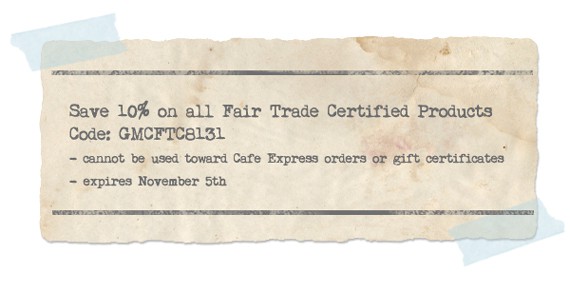 Save 10% on all Fair Trade Certified Products
Code: GMCFTC8131
- cannot be used toward Cafe Express orders or gift certificates
- expires November 5th